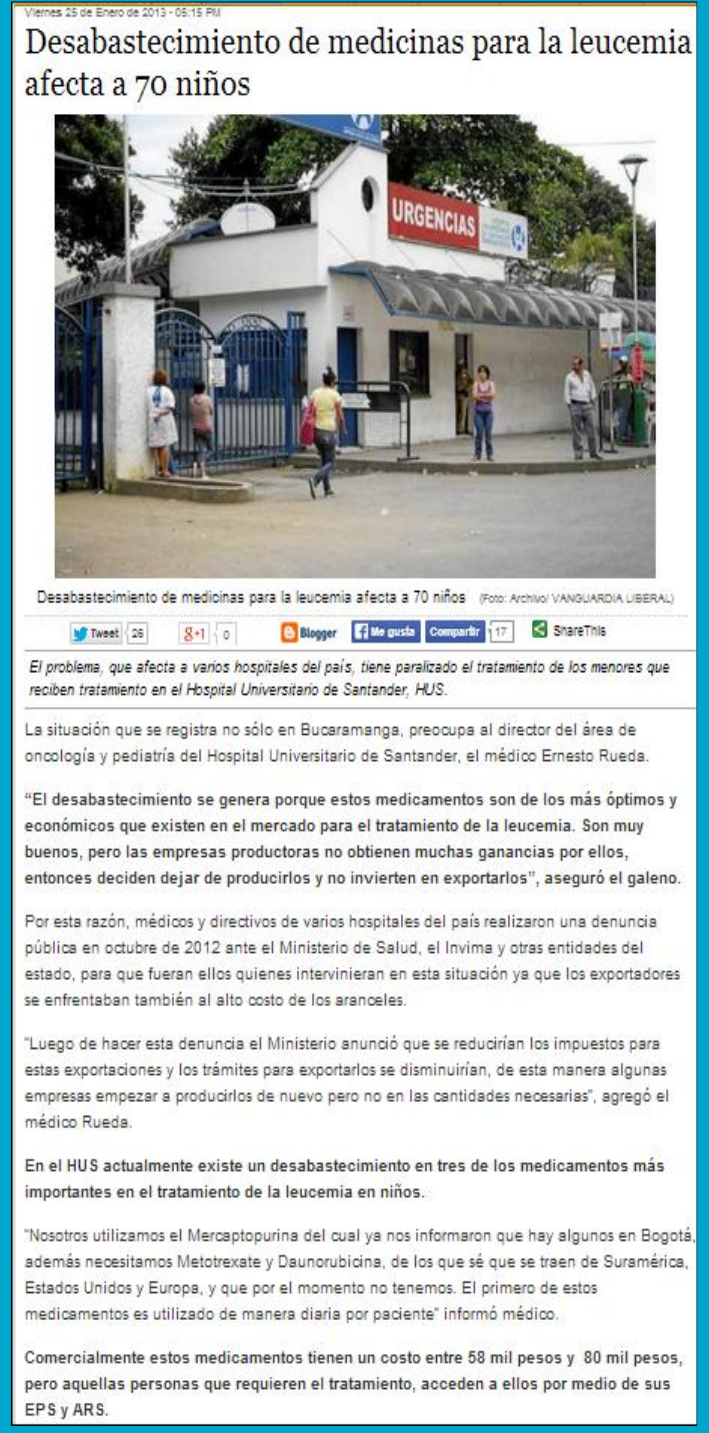 Viernes 25 de Enero de 2013 - 05:15 PM
Desabastecimiento de medicinas para la leucemia
afecta a 70 niños
URGENCIAS
Desabastecimiento de medicinas para la leucemia afecta a 70 niños (Foto: Archivo/ VANGUARDIA LIBERAL)
Tweet 26 g+1 0 Blogger Me gusta Compartir 17 ShareThis
El problema, que afecta a varios hospitales del país, tiene paralizado el tratamiento de los menores que
reciben tratamiento en el Hospital Universitario de Santander, HUS.
La situación que se registra no sólo en Bucaramanga, preocupa al director del área de
oncología y pediatría del Hospital Universitario de Santander, el médico Ernesto Rueda.
“El desabastecimiento se genera porque estos medicamentos son de los más óptimos y
económicos que existen en el mercado para el tratamiento de la leucemia. Son muy
buenos, pero las empresas productoras no obtienen muchas ganancias por ellos,
entonces deciden dejar de producirlos y no invierten en exportarlos”, aseguró el galeno.
Por esta razón, médicos y directivos de varios hospitales del país realizaron una denuncia
pública en octubre de 2012 ante el Ministerio de Salud, el Invima y otras entidades del
estado, para que fueran ellos quienes intervinieran en esta situación ya que los exportadores
se enfrentaban también al alto costo de los aranceles.
“Luego de hacer esta denuncia el Ministerio anunció que se reducirían los impuestos para
estas exportaciones y los trámites para exportarlos se disminuirían, de esta manera algunas
empresas empezar a producirlos de nuevo pero no en las cantidades necesarias”, agregó el
médico Rueda.
En el HUS actualmente existe un desabastecimiento en tres de los medicamentos más
importantes en el tratamiento de la leucemia en niños.
“Nosotros utilizamos el Mercaptopurina del cual ya nos informaron que hay algunos en Bogotá,
además necesitamos Metotrexate y Daunorubicina, de los que sé que se traen de Suramérica,
Estados Unidos y Europa, y que por el momento no tenemos. El primero de estos
medicamentos es utilizado de manera diaria por paciente” informó médico.
Comercialmente estos medicamentos tienen un costo entre 58 mil pesos y 80 mil pesos,
pero aquellas personas que requieren el tratamiento, acceden a ellos por medio de sus
EPS y ARS.